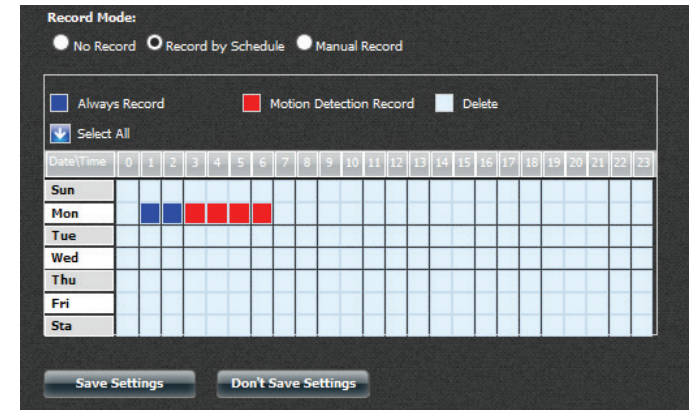 Record Mode:
No Record Record by Schedule Manual Record
Always Record Motion Detection Record Delete
Select All
Date\Time 0 1 2 3 4 5 6 7 8 9 10 11 12 13 14 15 16 17 18 19 20 21 22 23
Sun
Mon
Tue
Wed
Thu
Fri
Sta
Save Settings Don't Save Settings